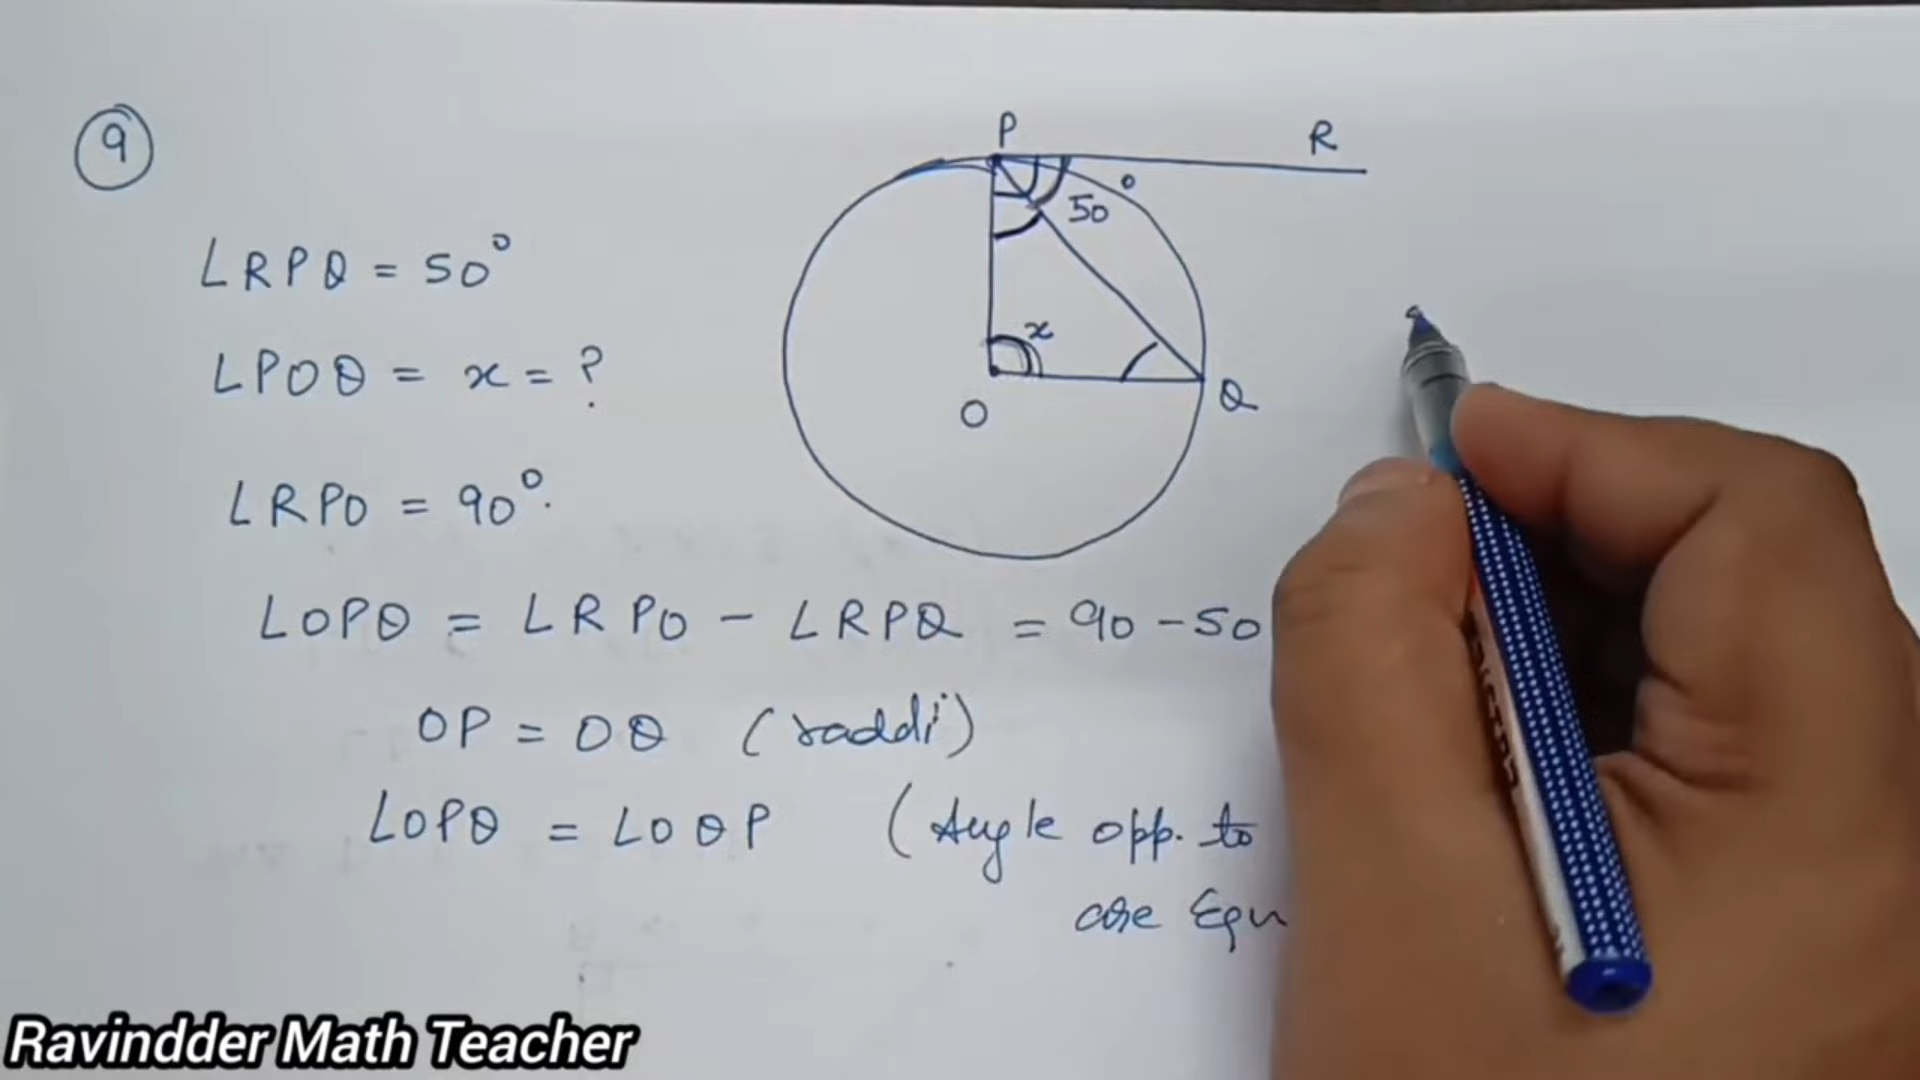 9
P
R
50°
∠RPQ = 50°
x
∠POQ = x = ?
Q
O
∠RPO = 90°.
∠OPQ = ∠RPO - ∠RPQ = 90 - 50
OP = OQ (raddi)
∠OPQ = ∠OQP (Angle opp. to
are Equ
Ravindder Math Teacher